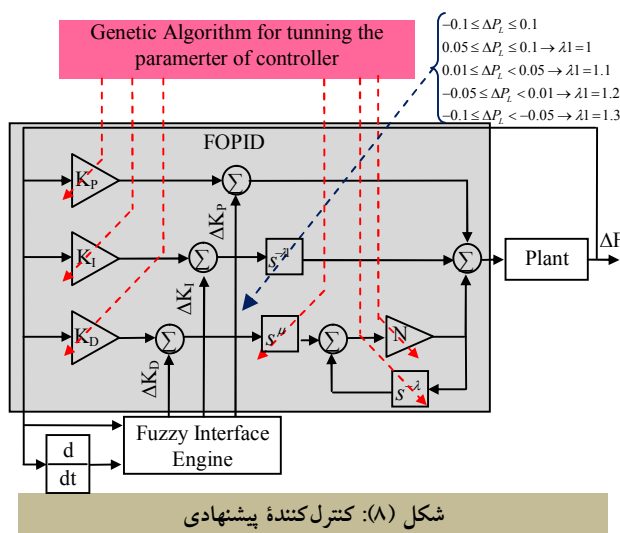 Genetic Algorithm for tunning the
paramerter of controller
−0.1 ≤ ΔP_L ≤ 0.1
0.05 ≤ ΔP_L ≤ 0.1 → λ1 = 1
0.01 ≤ ΔP_L < 0.05 → λ1 = 1.1
−0.05 ≤ ΔP_L < 0.01 → λ1 = 1.2
−0.1 ≤ ΔP_L < −0.05 → λ1 = 1.3
FOPID
K_P
Σ
ΔK_P
K_I
Σ
s^{-λ1}
Σ
Plant
ΔK_I
K_D
Σ
s^μ
Σ
N
ΔK_D
s^{-λ}
Fuzzy Interface
Engine
d
dt
شکل (۸): کنترل‌کنندهٔ پیشنهادی